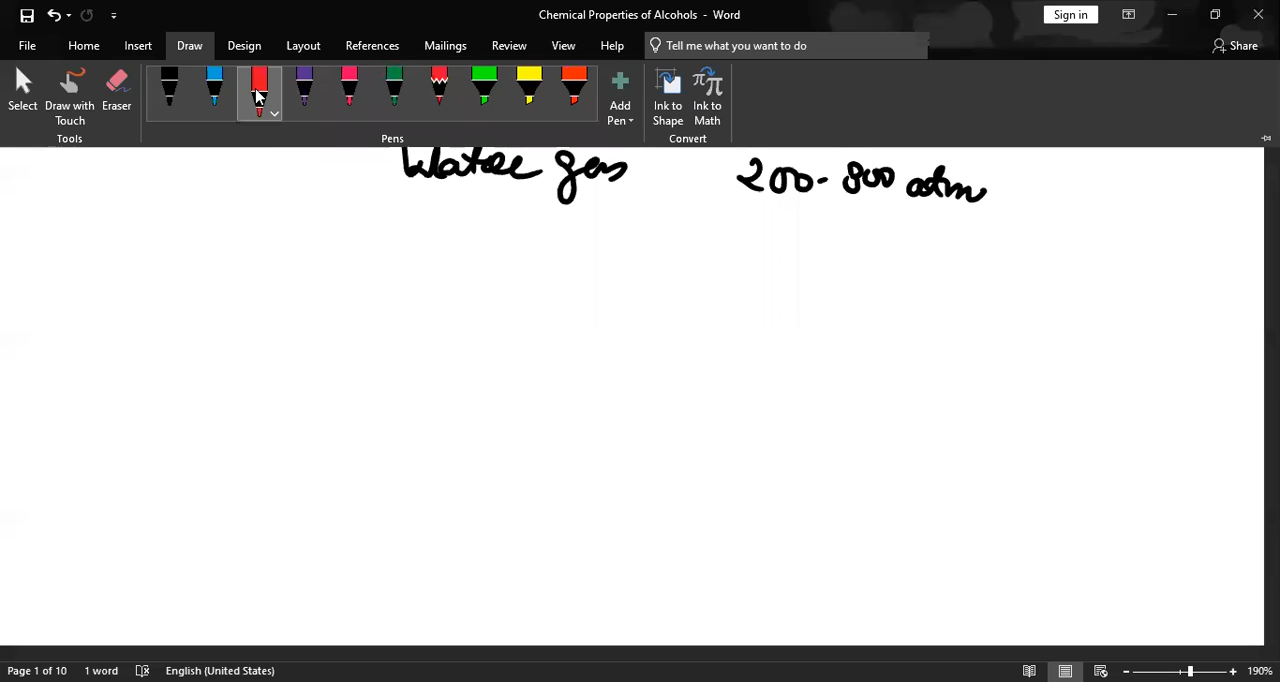 Chemical Properties of Alcohols - Word
Sign in
File Home Insert Draw Design Layout References Mailings Review View Help Tell me what you want to do Share
Select Draw with Touch Eraser Add Pen Ink to Shape Ink to Math
Tools Pens Convert
Water gas 200-300 atm
Page 1 of 10 1 word English (United States) 190%